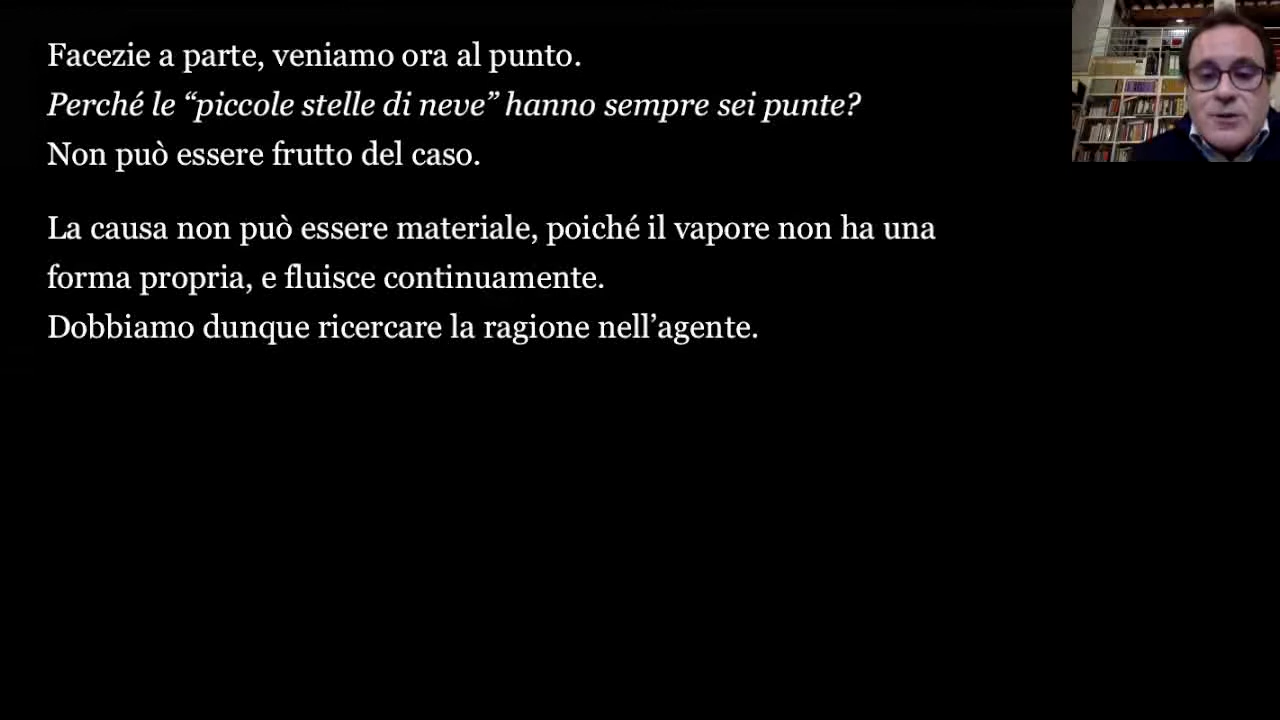 Facezie a parte, veniamo ora al punto.
Perché le “piccole stelle di neve” hanno sempre sei punte?
Non può essere frutto del caso.
La causa non può essere materiale, poiché il vapore non ha una
forma propria, e fluisce continuamente.
Dobbiamo dunque ricercare la ragione nell’agente.